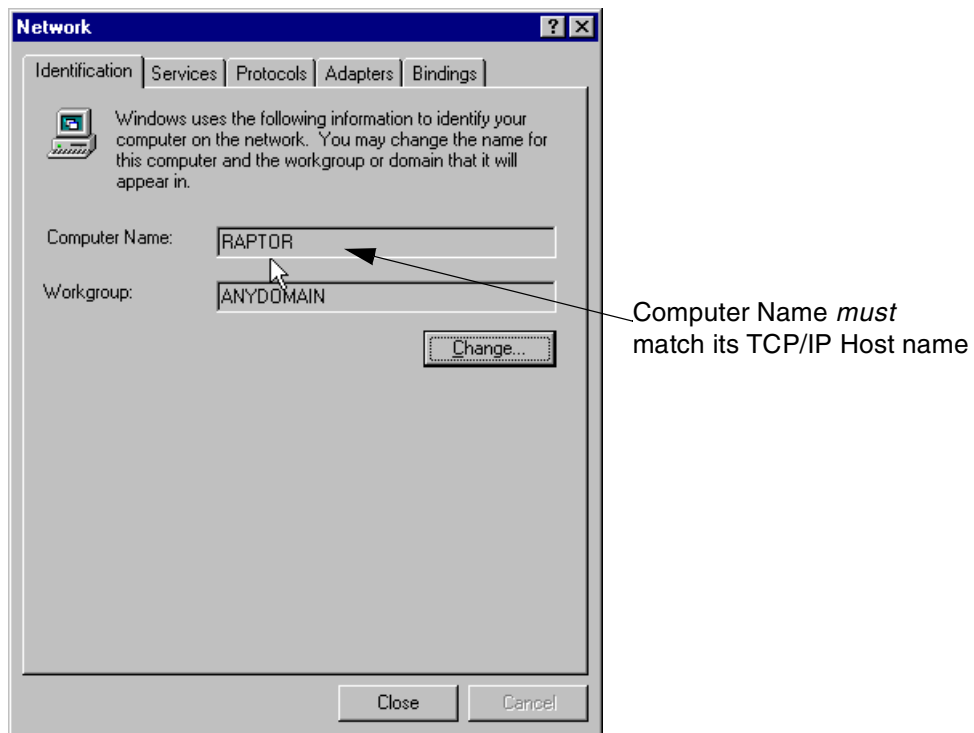 Network
Identification Services Protocols Adapters Bindings
Windows uses the following information to identify your
computer on the network. You may change the name for
this computer and the workgroup or domain that it will
appear in.
Computer Name: RAPTOR
Workgroup: ANYDOMAIN
Change...
Computer Name must
match its TCP/IP Host name
Close Cancel